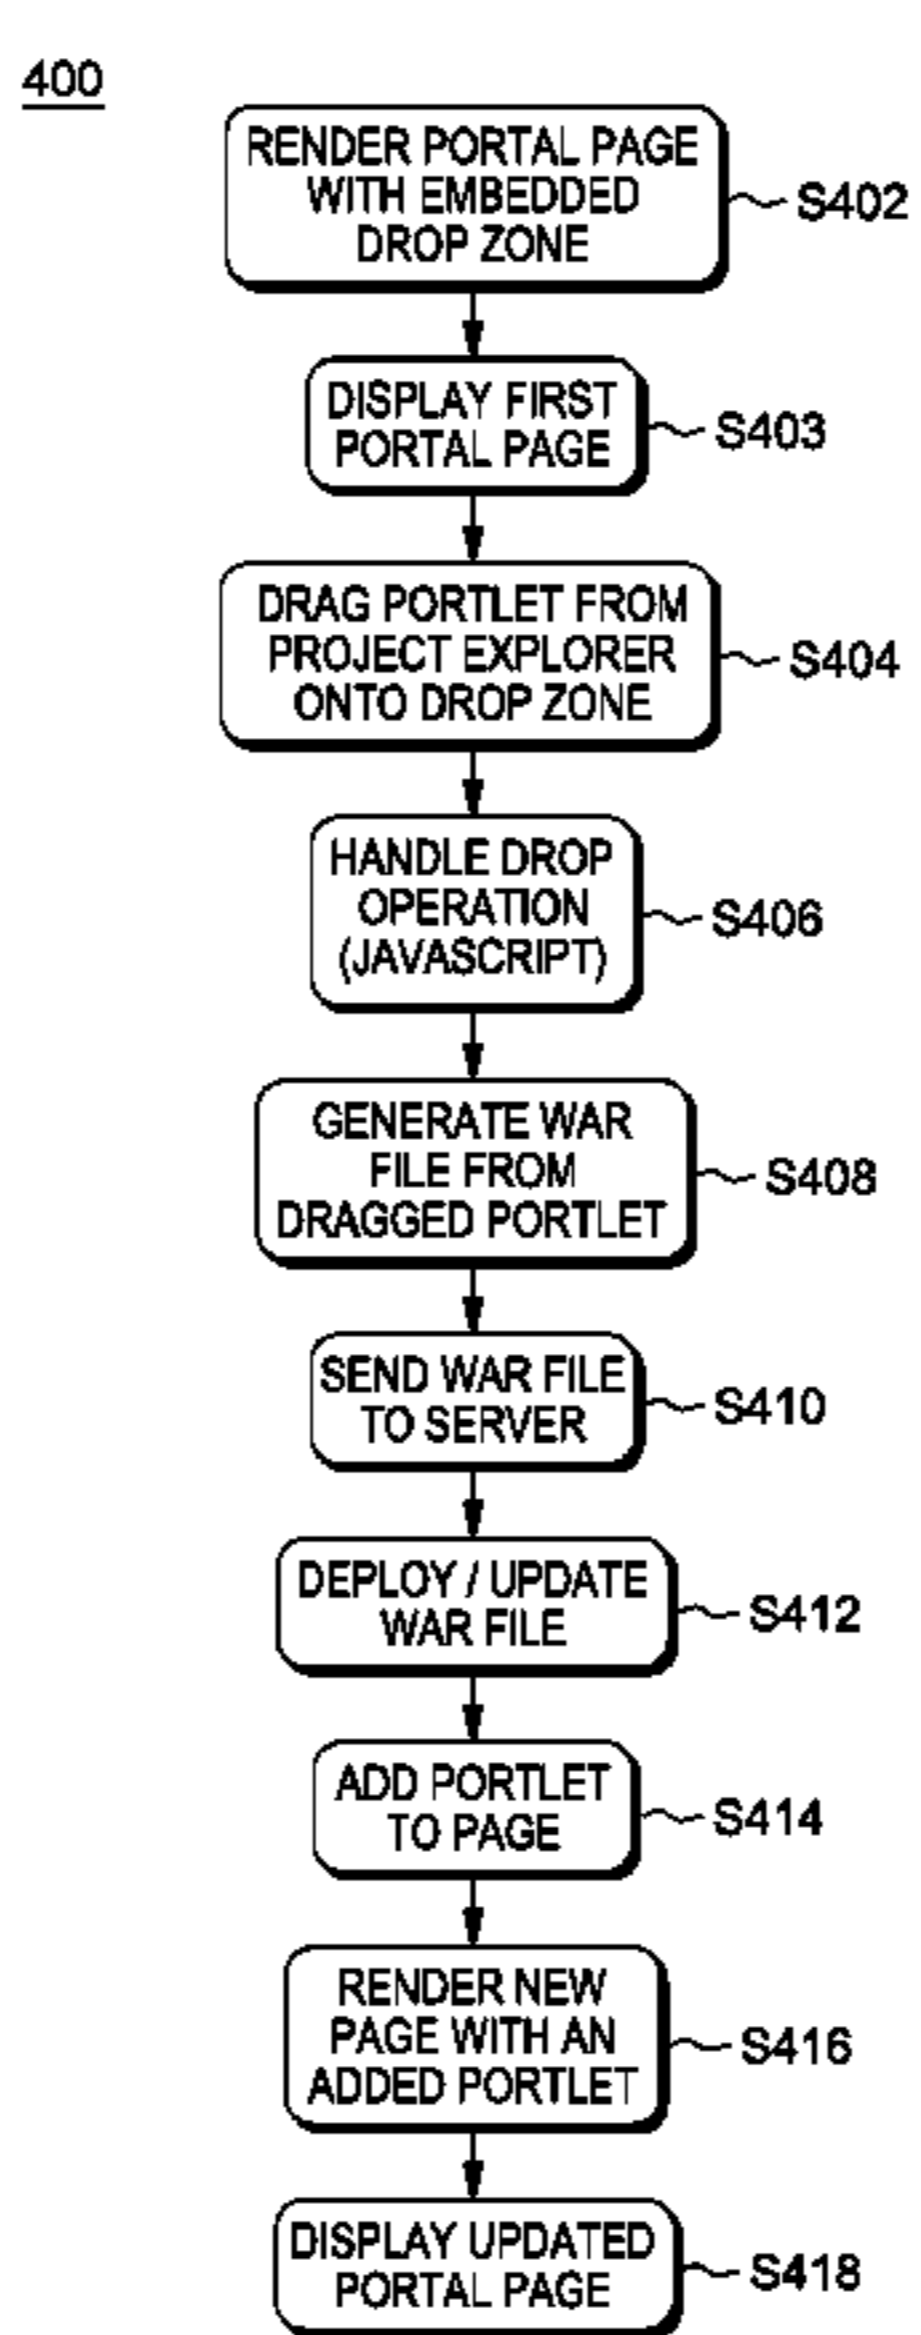 400
RENDER PORTAL PAGE
WITH EMBEDDED
DROP ZONE
S402
DISPLAY FIRST
PORTAL PAGE
S403
DRAG PORTLET FROM
PROJECT EXPLORER
ONTO DROP ZONE
S404
HANDLE DROP
OPERATION
(JAVASCRIPT)
S406
GENERATE WAR
FILE FROM
DRAGGED PORTLET
S408
SEND WAR FILE
TO SERVER
S410
DEPLOY / UPDATE
WAR FILE
S412
ADD PORTLET
TO PAGE
S414
RENDER NEW
PAGE WITH AN
ADDED PORTLET
S416
DISPLAY UPDATED
PORTAL PAGE
S418